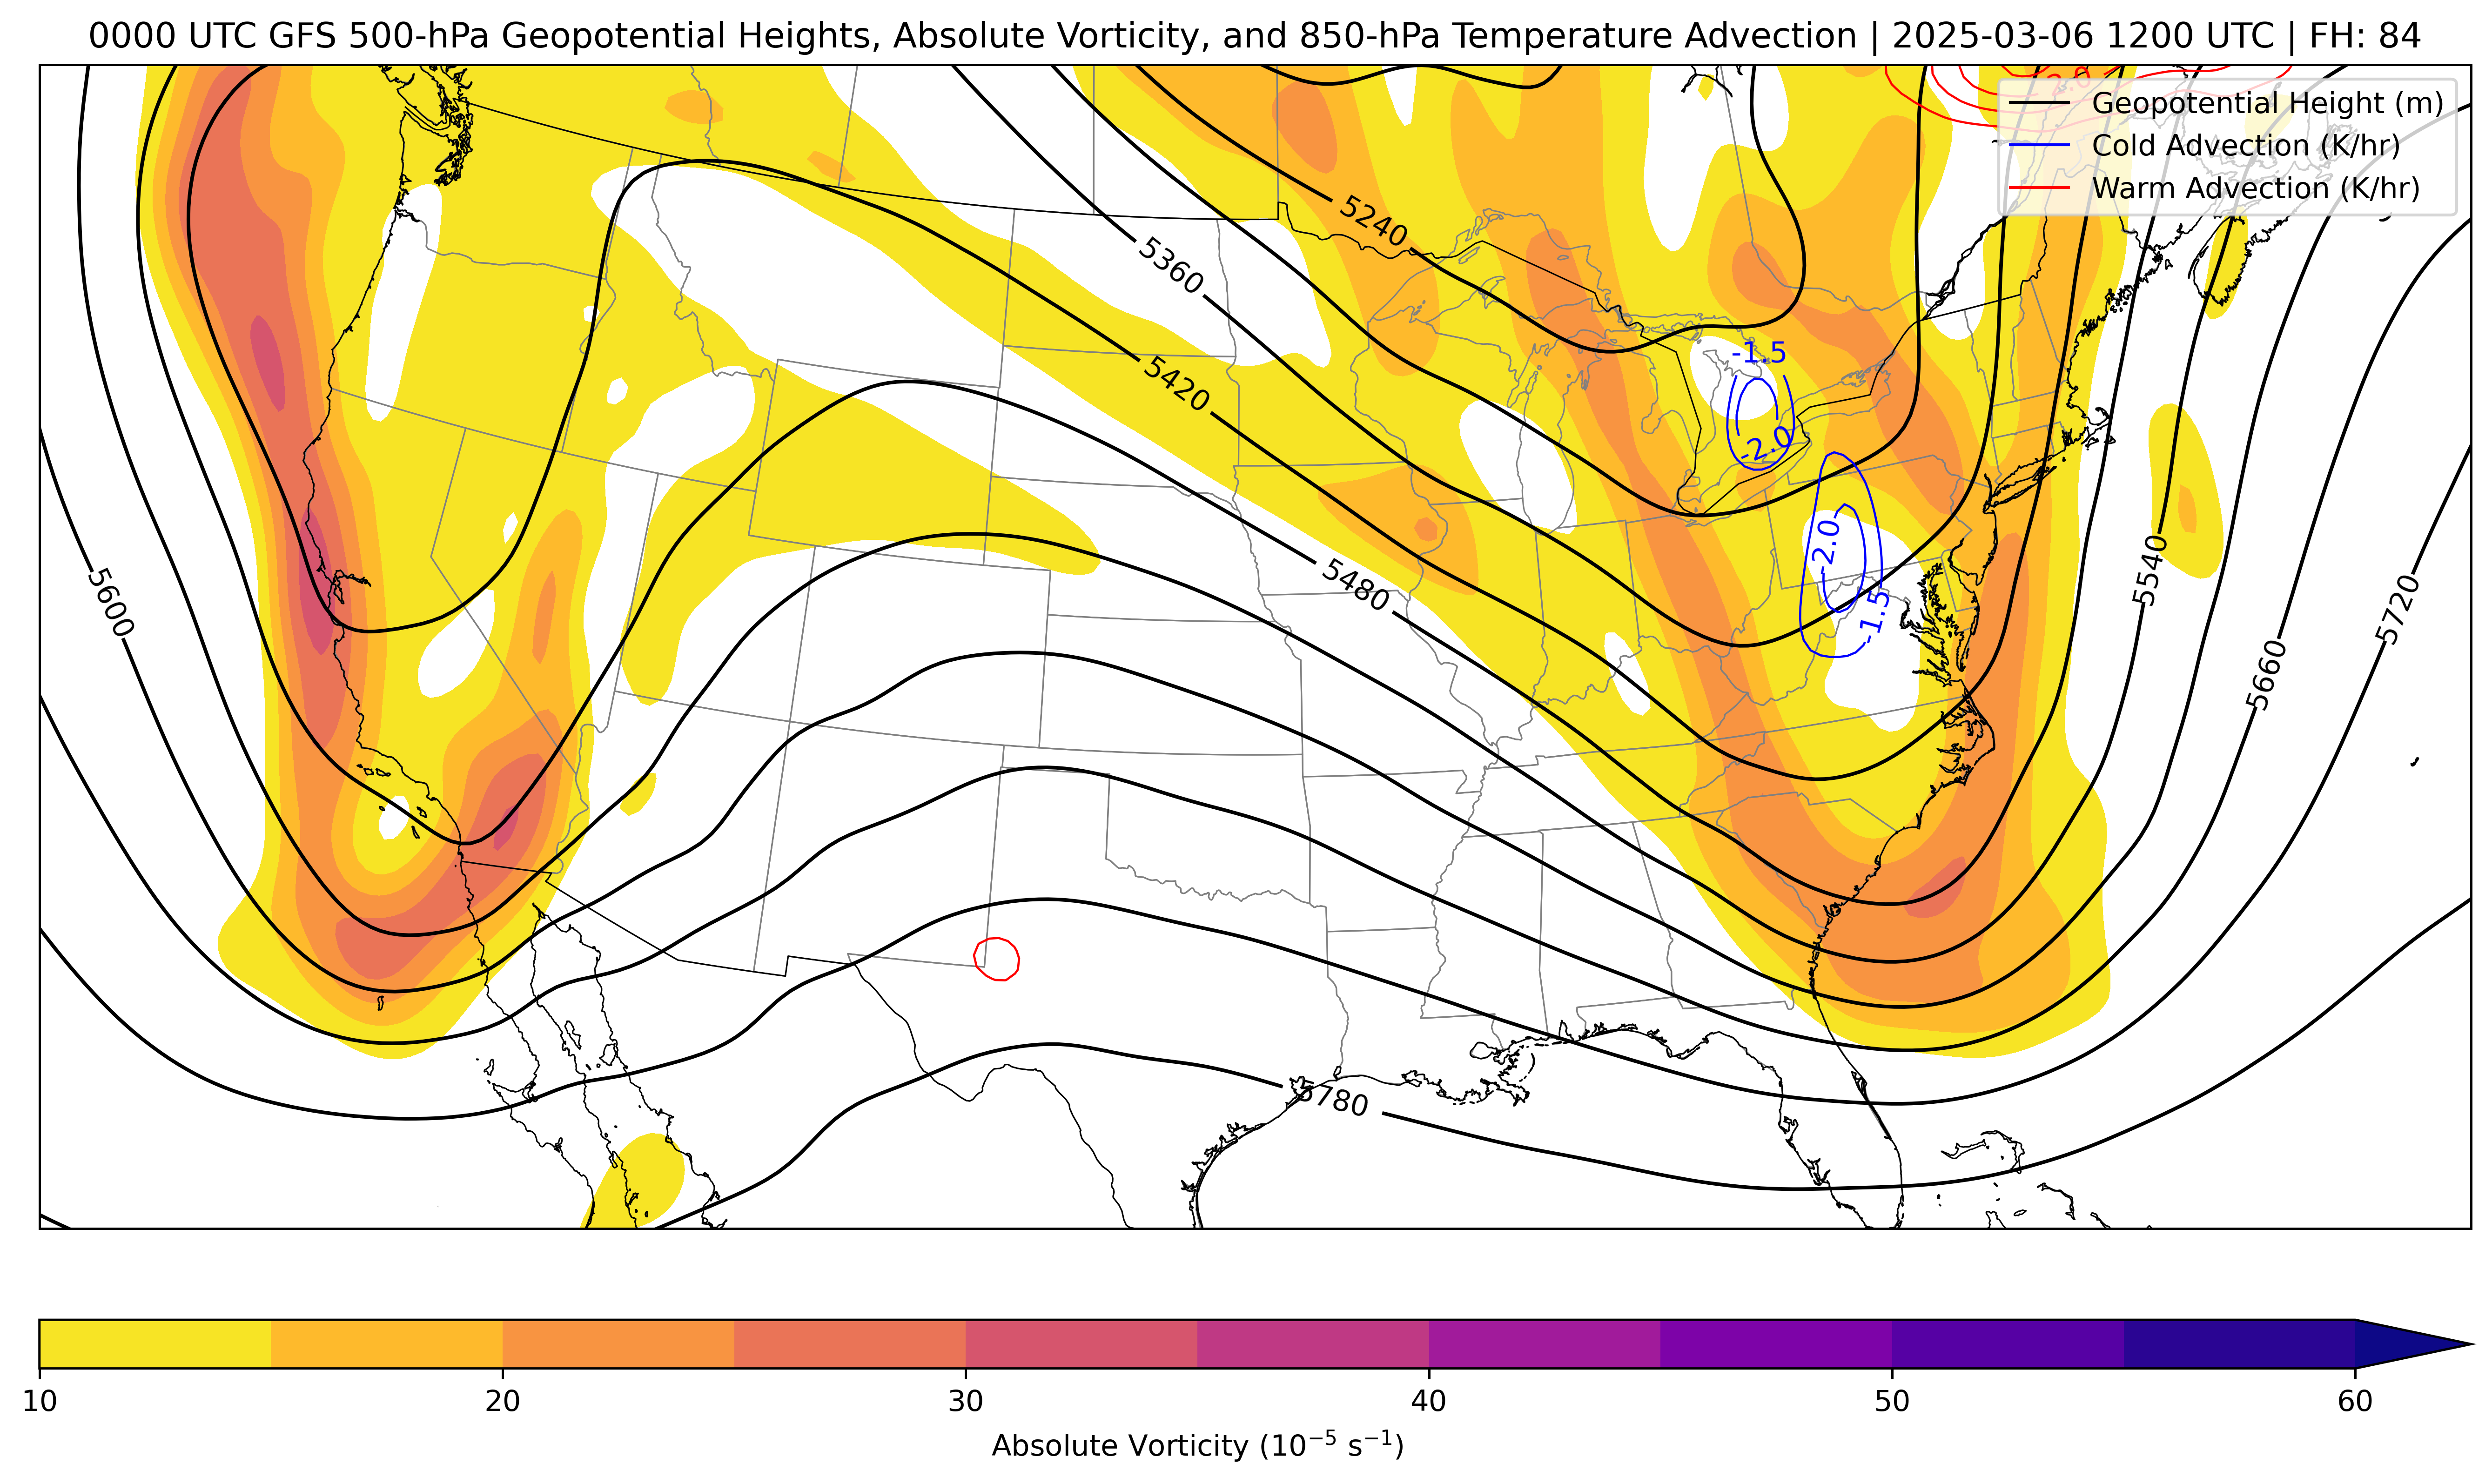 0000 UTC GFS 500-hPa Geopotential Heights, Absolute Vorticity, and 850-hPa Temperature Advection | 2025-03-06 1200 UTC | FH: 84
2.0
Geopotential Height (m)
Cold Advection (K/hr)
Warm Advection (K/hr)
5240
5360
-1.5
5420
-2.0
-2.0
5540
5480
5600
-1.5
5720
5660
5780
10 20 30 40 50 60
Absolute Vorticity (10⁻⁵ s⁻¹)